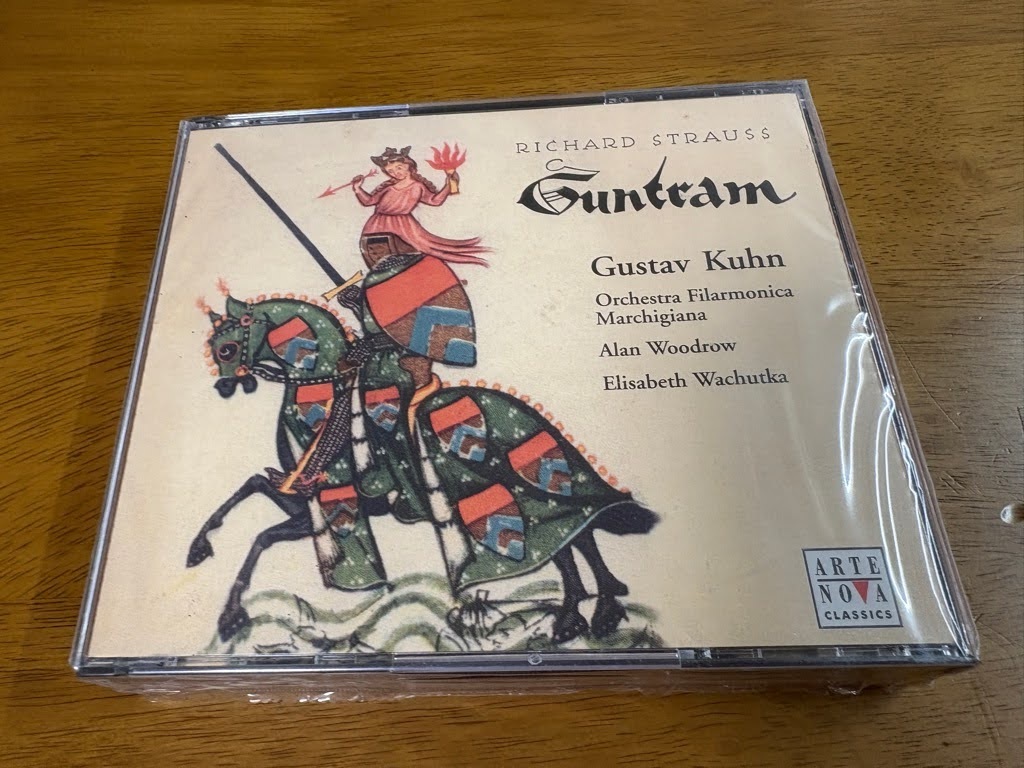 RICHARD STRAUSS
Guntram
Gustav Kuhn
Orchestra Filarmonica
Marchigiana
Alan Woodrow
Elisabeth Wachutka
ARTE
NOVA
CLASSICS